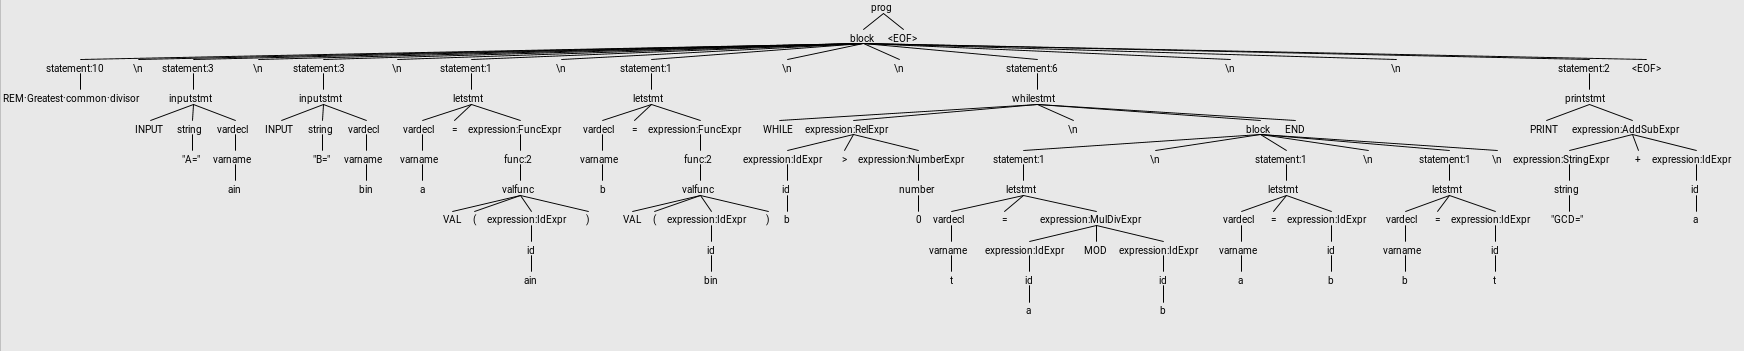 prog
block <EOF>
statement:10 \n statement:3 \n statement:3 \n statement:1 \n statement:1 \n \n statement:6 \n \n statement:2 <EOF>
REM·Greatest·common·divisor inputstmt inputstmt letstmt letstmt whilestmt printstmt
INPUT string vardecl INPUT string vardecl vardecl = expression:FuncExpr vardecl = expression:FuncExpr WHILE expression:RelExpr \n block END PRINT expression:AddSubExpr
"A=" varname "B=" varname varname func:2 varname func:2 expression:IdExpr > expression:NumberExpr statement:1 \n statement:1 \n statement:1 \n expression:StringExpr + expression:IdExpr
ain bin a valfunc b valfunc id number letstmt letstmt letstmt string id
VAL ( expression:IdExpr ) VAL ( expression:IdExpr ) b 0 vardecl = expression:MulDivExpr vardecl = expression:IdExpr vardecl = expression:IdExpr "GCD=" a
id id varname expression:IdExpr MOD expression:IdExpr varname id varname id
ain bin t id id a b b t
a b